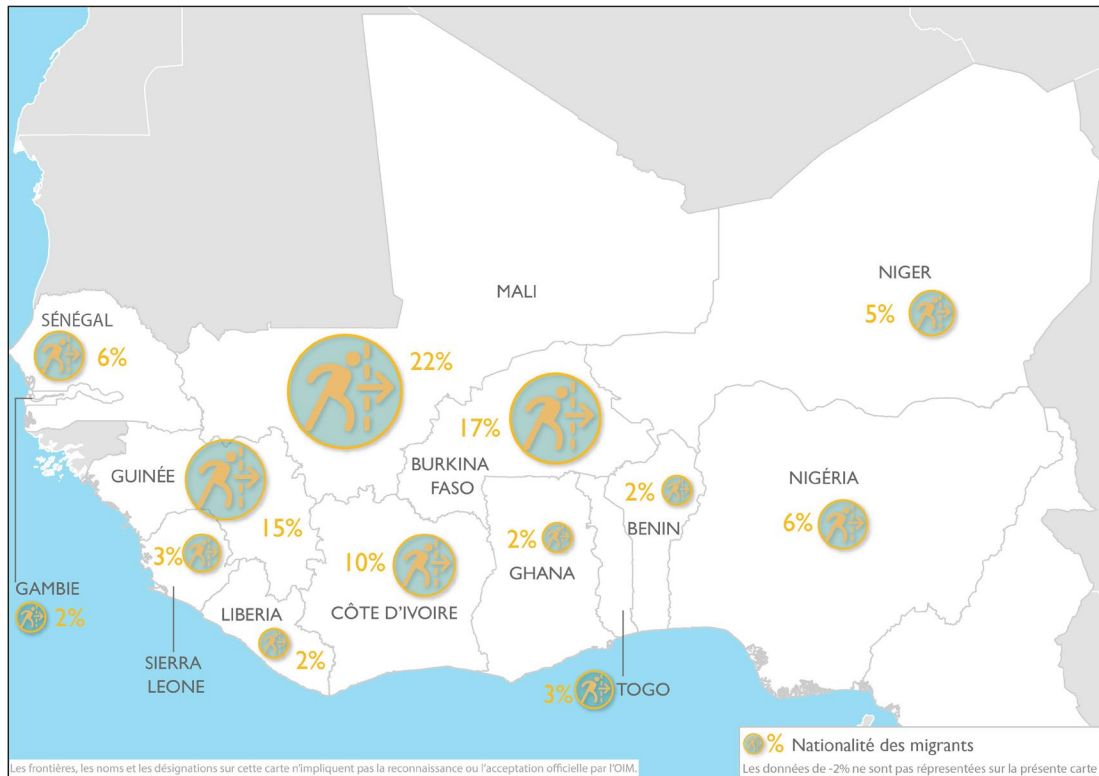 MALI
NIGER
5%
SÉNÉGAL
6%
22%
17%
BURKINA
FASO
GUINÉE
15%
2%
BENIN
NIGÉRIA
6%
3%
10%
CÔTE D'IVOIRE
2%
GHANA
GAMBIE
2%
LIBERIA
2%
SIERRA
LEONE
3%
TOGO
% Nationalité des migrants
Les frontières, les noms et les désignations sur cette carte n'impliquent pas la reconnaissance ou l'acceptation officielle par l'OIM.
Les données de -2% ne sont pas représentées sur la présente carte